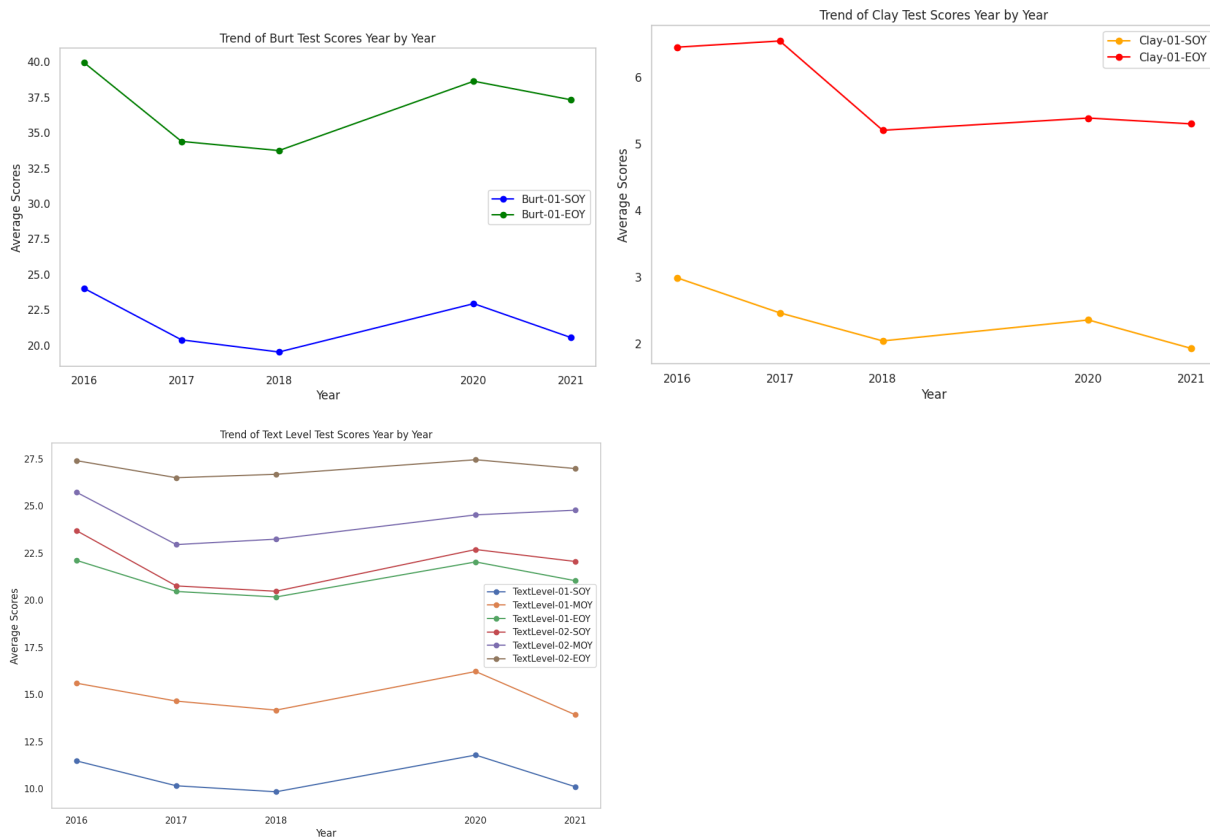 Trend of Burt Test Scores Year by Year
40.0
37.5
35.0
32.5
30.0
27.5
25.0
22.5
20.0
Average Scores
Burt-01-SOY
Burt-01-EOY
2016 2017 2018 2020 2021
Year
Trend of Clay Test Scores Year by Year
6
5
4
3
2
Average Scores
Clay-01-SOY
Clay-01-EOY
2016 2017 2018 2020 2021
Year
Trend of Text Level Test Scores Year by Year
27.5
25.0
22.5
20.0
17.5
15.0
12.5
10.0
Average Scores
TextLevel-01-SOY
TextLevel-01-MOY
TextLevel-01-EOY
TextLevel-02-SOY
TextLevel-02-MOY
TextLevel-02-EOY
2016 2017 2018 2020 2021
Year